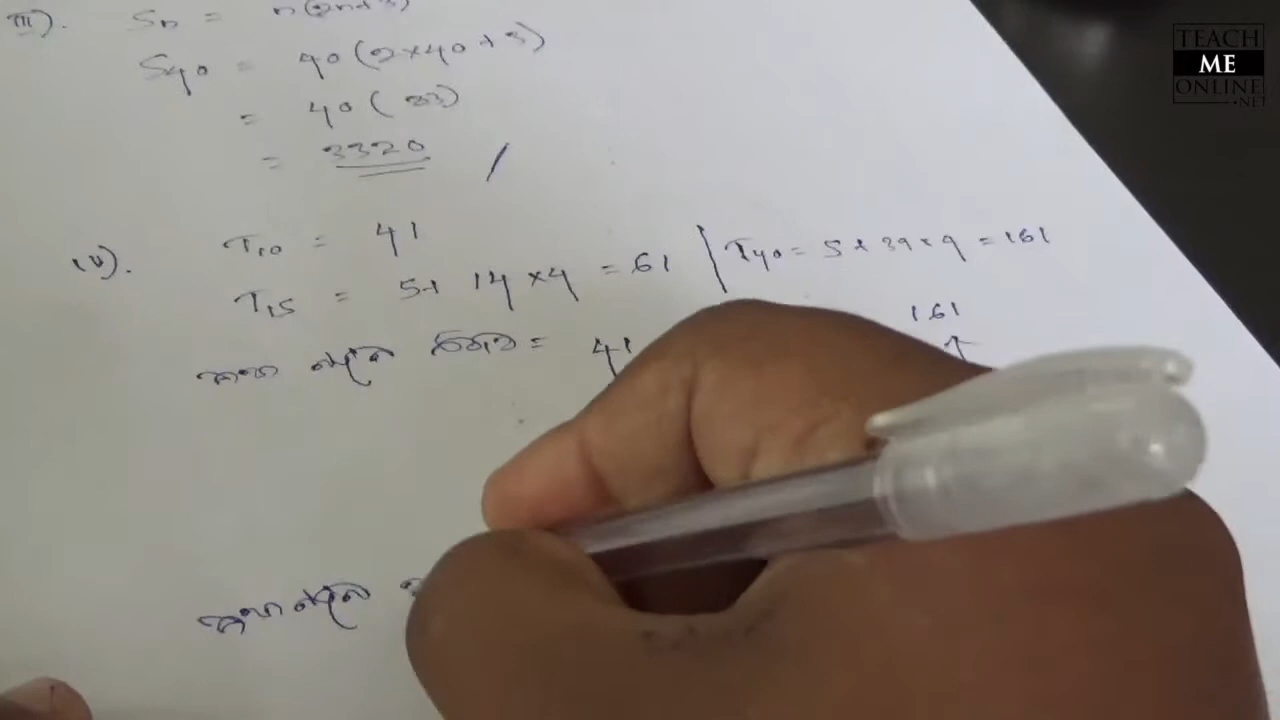 III). Sn = n(2n+3)
S40 = 40(2×40+3)
= 40(83)
= 3320
(V). T10 = 41
T15 = 5+ 14×4 = 61 | T40 = 5+39×4 = 161
161
= 41
TEACH
ME
ONLINE
.NET